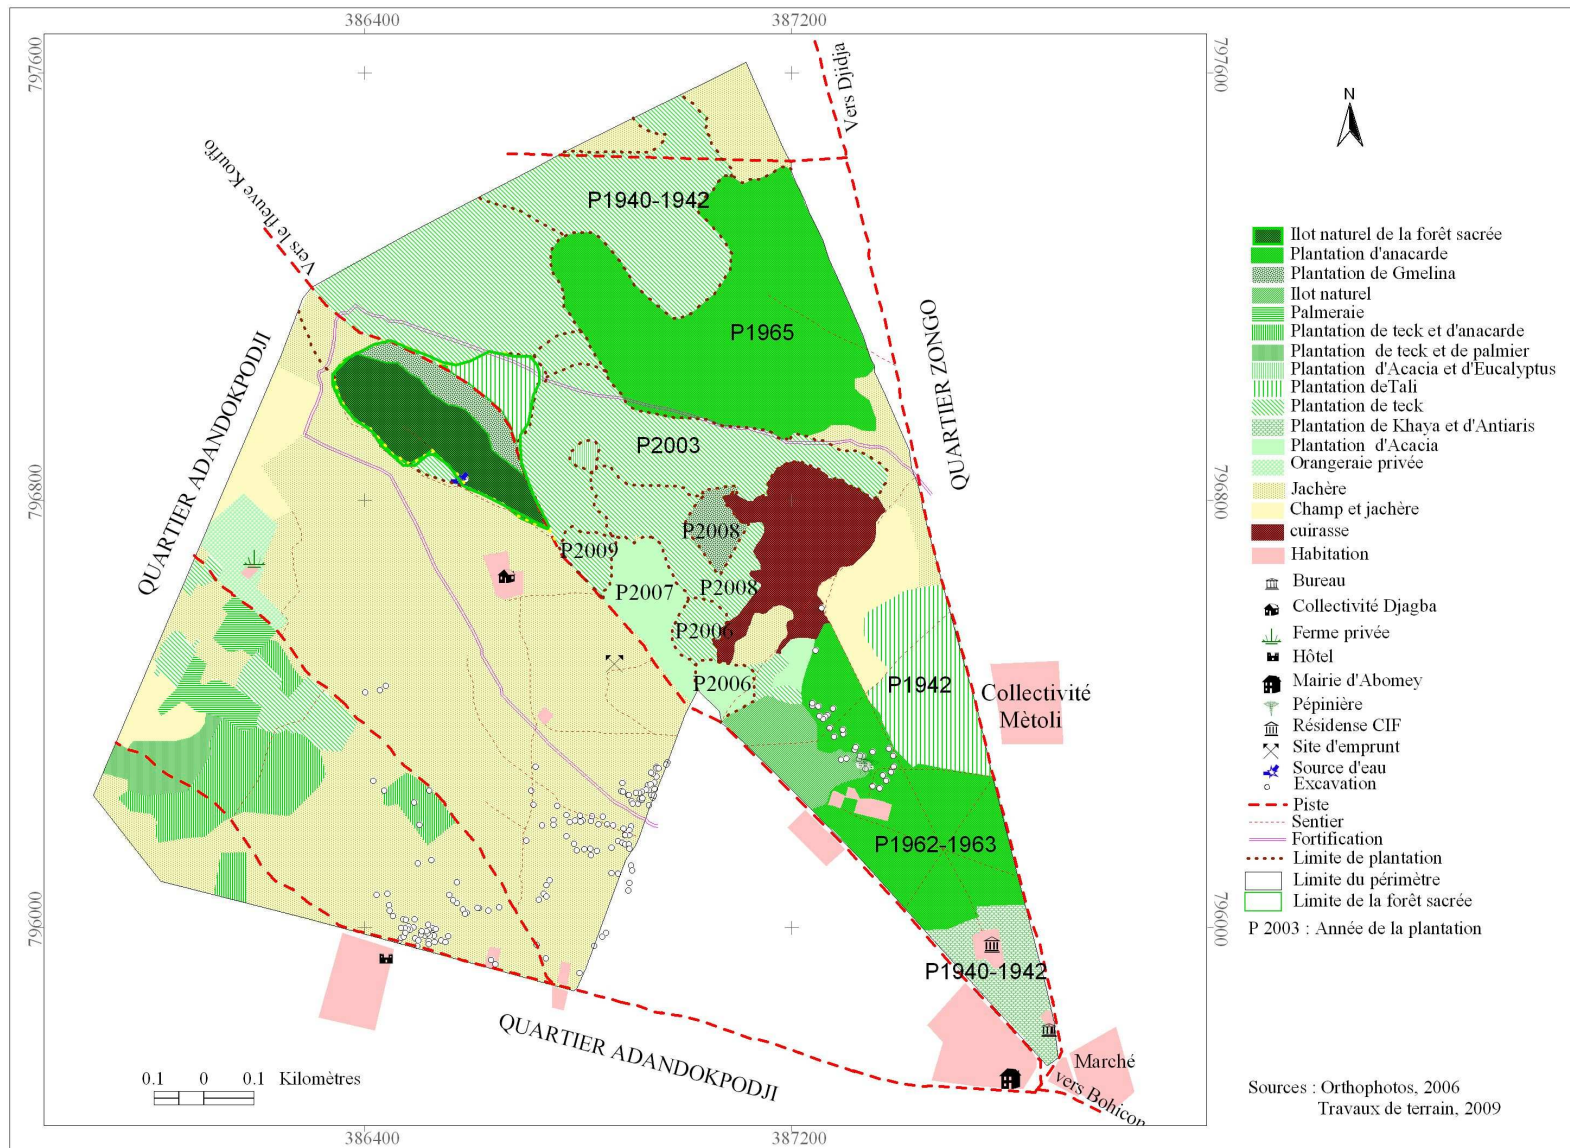 386400
387200
797600
797600
Vers Djidja
N
Vers le fleuve Kouffo
P1940-1942
P1965
QUARTIER ZONGO
QUARTIER ADANDOKPODJI
P2003
796800
796800
P2008
P2009
P2008
P2007
P2006
P2006
P1942
Collectivité
Mètoli
P1962-1963
796000
796000
P1940-1942
QUARTIER ADANDOKPODJI
Marché
vers Bohicon
0.1 0 0.1 Kilomètres
386400
387200
Ilot naturel de la forêt sacrée
Plantation d'anacarde
Plantation de Gmelina
Ilot naturel
Palmeraie
Plantation de teck et d'anacarde
Plantation de teck et de palmier
Plantation d'Acacia et d'Eucalyptus
Plantation deTali
Plantation de teck
Plantation de Khaya et d'Antiaris
Plantation d'Acacia
Orangeraie privée
Jachère
Champ et jachère
cuirasse
Habitation
Bureau
Collectivité Djagba
Ferme privée
Hôtel
Mairie d'Abomey
Pépinière
Résidense CIF
Site d'emprunt
Source d'eau
Excavation
Piste
Sentier
Fortification
Limite de plantation
Limite du périmètre
Limite de la forêt sacrée
P 2003 : Année de la plantation
Sources : Orthophotos, 2006
Travaux de terrain, 2009